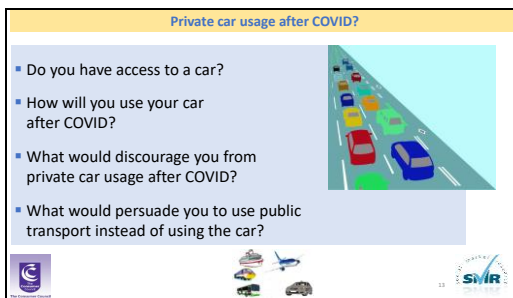 Private car usage after COVID?
Do you have access to a car?
How will you use your car
after COVID?
What would discourage you from
private car usage after COVID?
What would persuade you to use public
transport instead of using the car?
The Consumer Council
13
SMR